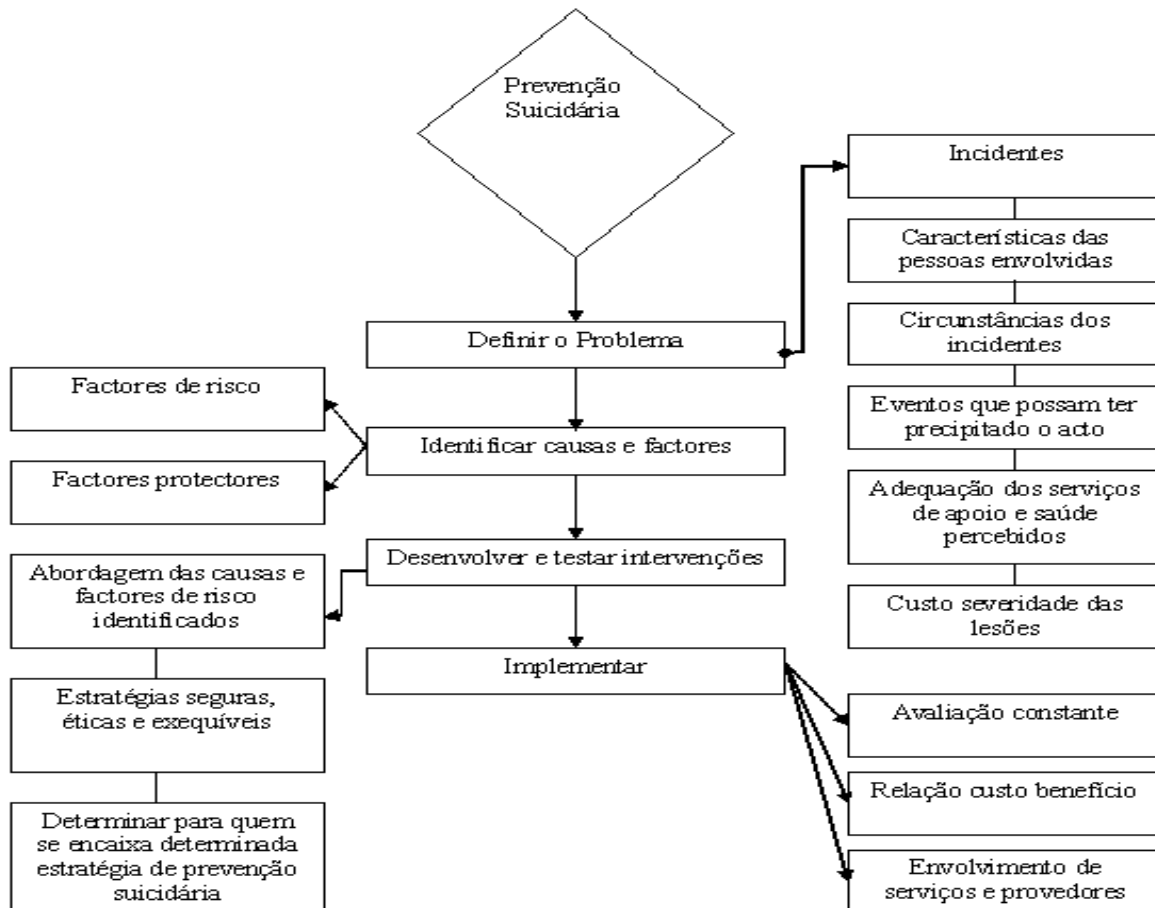 Prevenção
Suicidária
Incidentes
Características das
pessoas envolvidas
Definir o Problema
Circunstâncias dos
incidentes
Factores de risco
Eventos que possam ter
precipitado o acto
Identificar causas e factores
Factores protectores
Adequação dos serviços
de apoio e saúde
percebidos
Desenvolver e testar intervenções
Abordagem das causas e
factores de risco
identificados
Custo severidade das
lesões
Implementar
Estratégias seguras,
éticas e exequíveis
Avaliação constante
Relação custo benefício
Determinar para quem
se encaixa determinada
estratégia de prevenção
suicidária
Envolvimento de
serviços e provedores